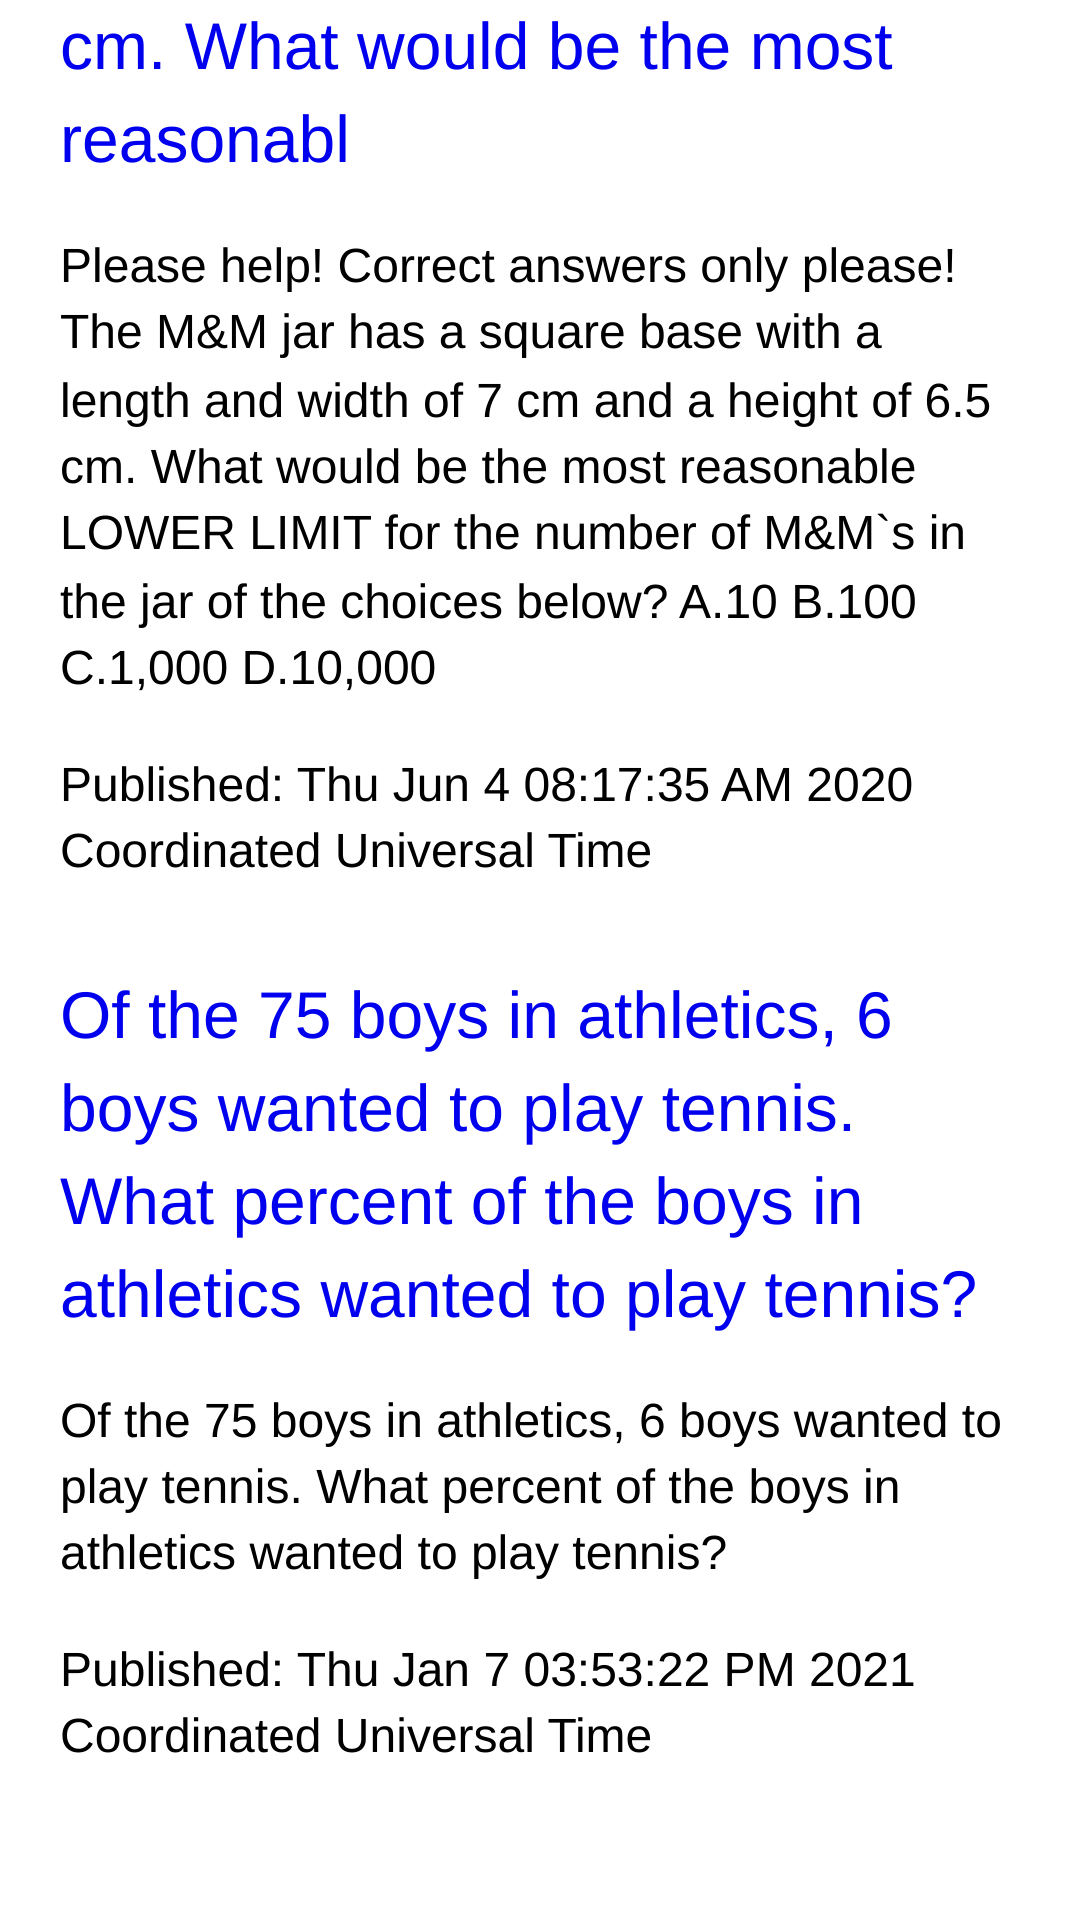 cm. What would be the most
reasonabl
Please help! Correct answers only please!
The M&M jar has a square base with a
length and width of 7 cm and a height of 6.5
cm. What would be the most reasonable
LOWER LIMIT for the number of M&M`s in
the jar of the choices below? A.10 B.100
C.1,000 D.10,000
Published: Thu Jun 4 08:17:35 AM 2020
Coordinated Universal Time
Of the 75 boys in athletics, 6
boys wanted to play tennis.
What percent of the boys in
athletics wanted to play tennis?
Of the 75 boys in athletics, 6 boys wanted to
play tennis. What percent of the boys in
athletics wanted to play tennis?
Published: Thu Jan 7 03:53:22 PM 2021
Coordinated Universal Time